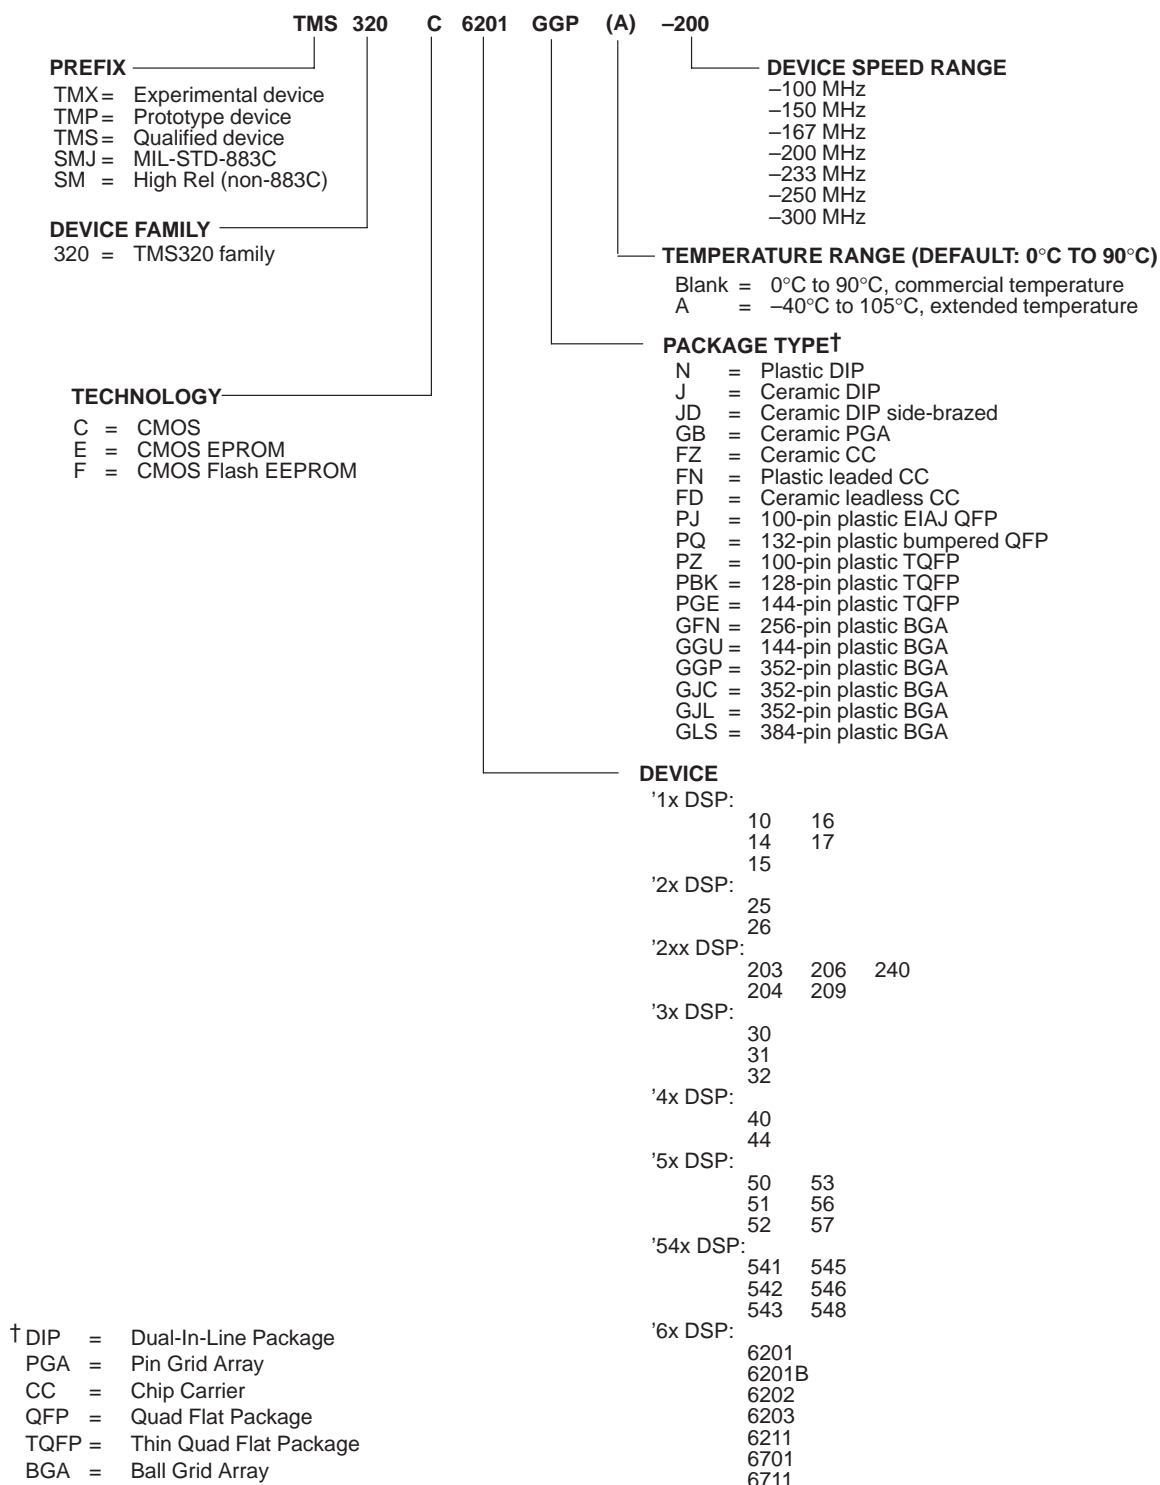 TMS 320 C 6201 GGP (A) –200
PREFIX
TMX = Experimental device
TMP = Prototype device
TMS = Qualified device
SMJ = MIL-STD-883C
SM = High Rel (non-883C)
DEVICE FAMILY
320 = TMS320 family
TECHNOLOGY
C = CMOS
E = CMOS EPROM
F = CMOS Flash EEPROM
DEVICE SPEED RANGE
–100 MHz
–150 MHz
–167 MHz
–200 MHz
–233 MHz
–250 MHz
–300 MHz
TEMPERATURE RANGE (DEFAULT: 0°C TO 90°C)
Blank = 0°C to 90°C, commercial temperature
A = –40°C to 105°C, extended temperature
PACKAGE TYPE†
N = Plastic DIP
J = Ceramic DIP
JD = Ceramic DIP side-brazed
GB = Ceramic PGA
FZ = Ceramic CC
FN = Plastic leaded CC
FD = Ceramic leadless CC
PJ = 100-pin plastic EIAJ QFP
PQ = 132-pin plastic bumpered QFP
PZ = 100-pin plastic TQFP
PBK = 128-pin plastic TQFP
PGE = 144-pin plastic TQFP
GFN = 256-pin plastic BGA
GGU = 144-pin plastic BGA
GGP = 352-pin plastic BGA
GJC = 352-pin plastic BGA
GJL = 352-pin plastic BGA
GLS = 384-pin plastic BGA
DEVICE
’1x DSP:
10 16
14 17
15
’2x DSP:
25
26
’2xx DSP:
203 206 240
204 209
’3x DSP:
30
31
32
’4x DSP:
40
44
’5x DSP:
50 53
51 56
52 57
’54x DSP:
541 545
542 546
543 548
’6x DSP:
6201
6201B
6202
6203
6211
6701
6711
† DIP = Dual-In-Line Package
PGA = Pin Grid Array
CC = Chip Carrier
QFP = Quad Flat Package
TQFP = Thin Quad Flat Package
BGA = Ball Grid Array